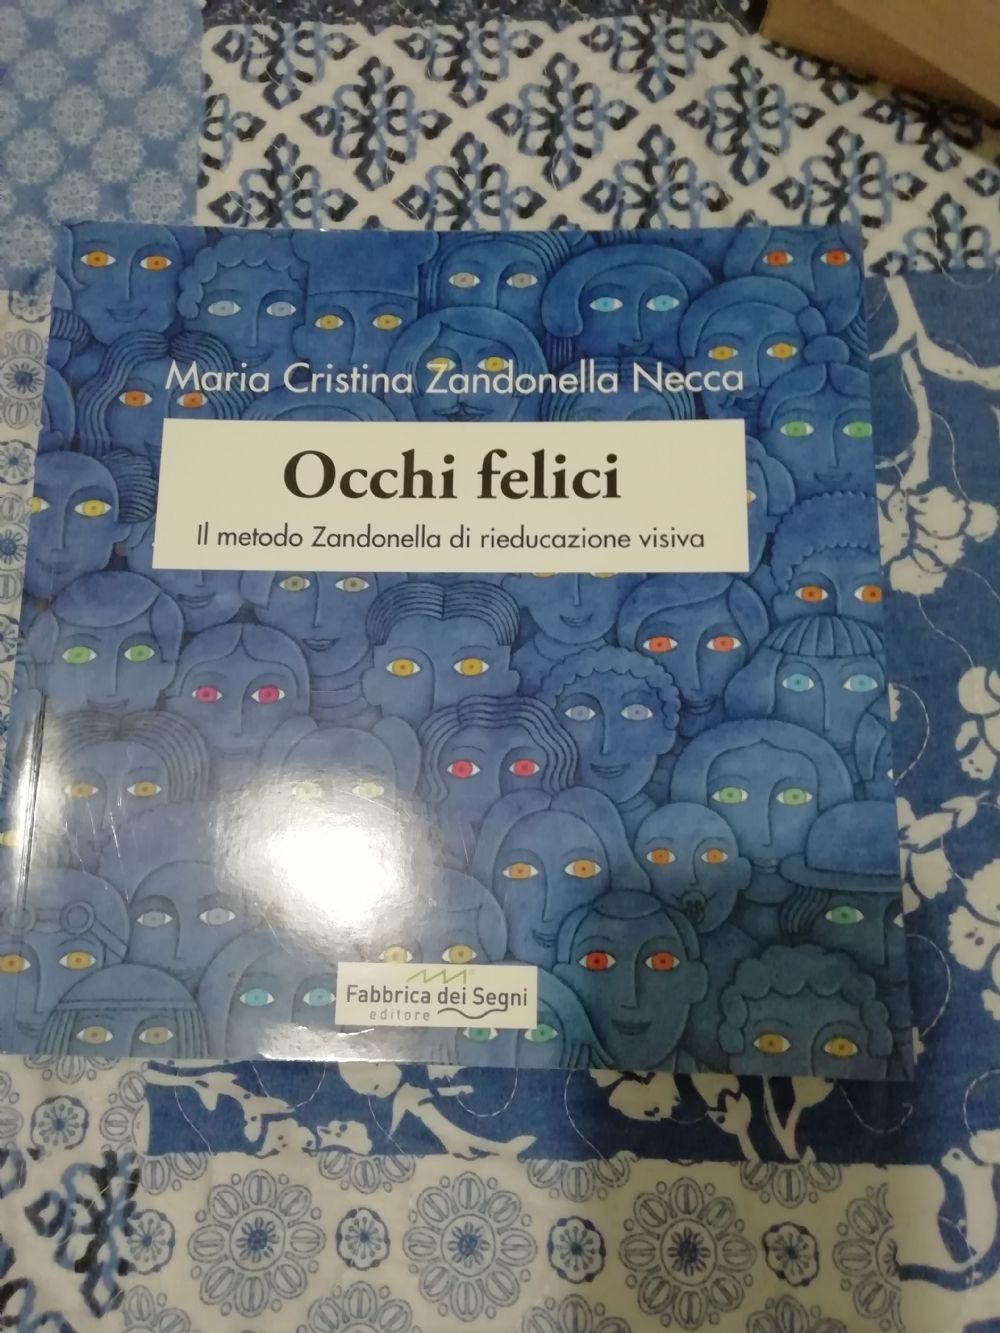 Maria Cristina Zandonella Necca
Occhi felici
Il metodo Zandonella di rieducazione visiva
Fabbrica dei Segni
editore